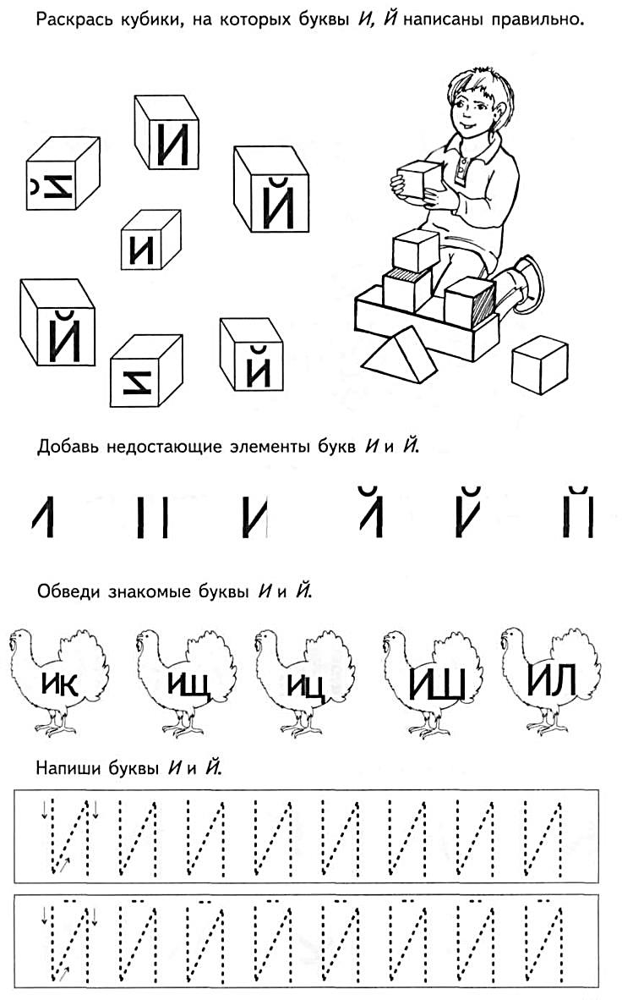 Раскрась кубики, на которых буквы И, Й написаны правильно.
И
Й
Й
И
Й
И
Й
Добавь недостающие элементы букв И и Й.
И И И Й Й Й
Обведи знакомые буквы И и Й.
ик ищ иц ИШ ИЛ
Напиши буквы И и Й.
И И И И И И И И
Й Й Й Й Й Й Й Й